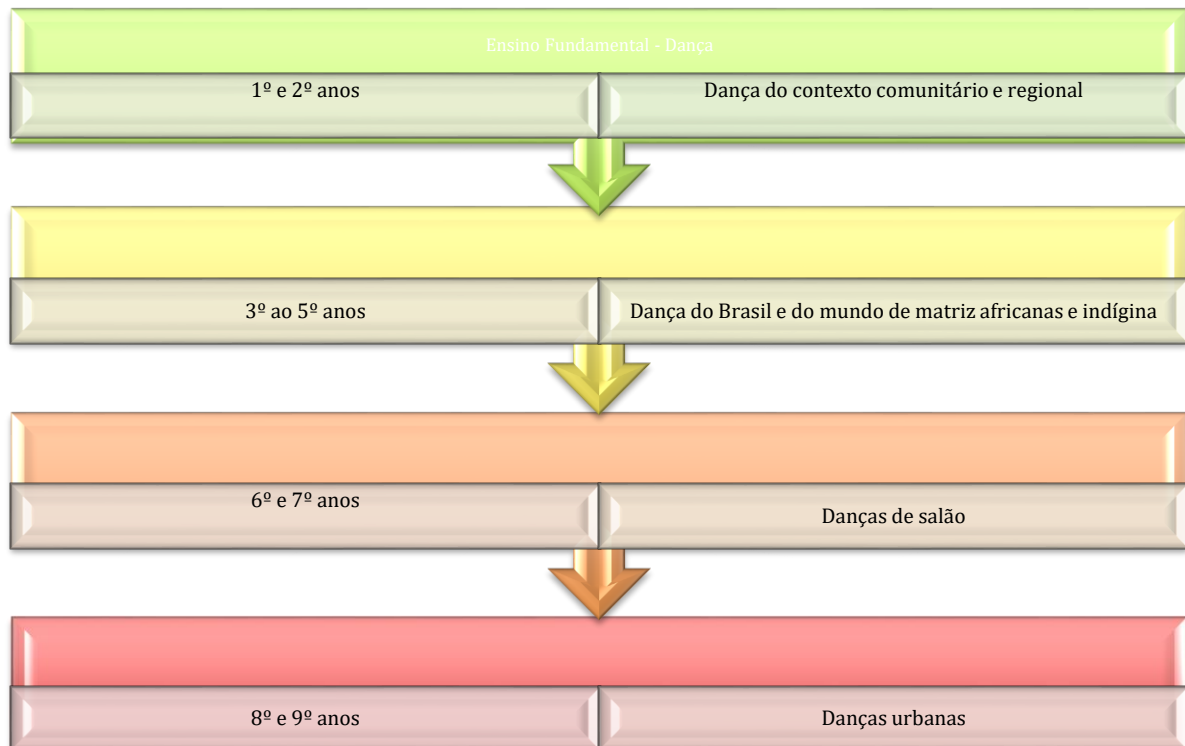 Ensino Fundamental - Dança
1º e 2º anos
Dança do contexto comunitário e regional
3º ao 5º anos
Dança do Brasil e do mundo de matriz africanas e indígina
6º e 7º anos
Danças de salão
8º e 9º anos
Danças urbanas